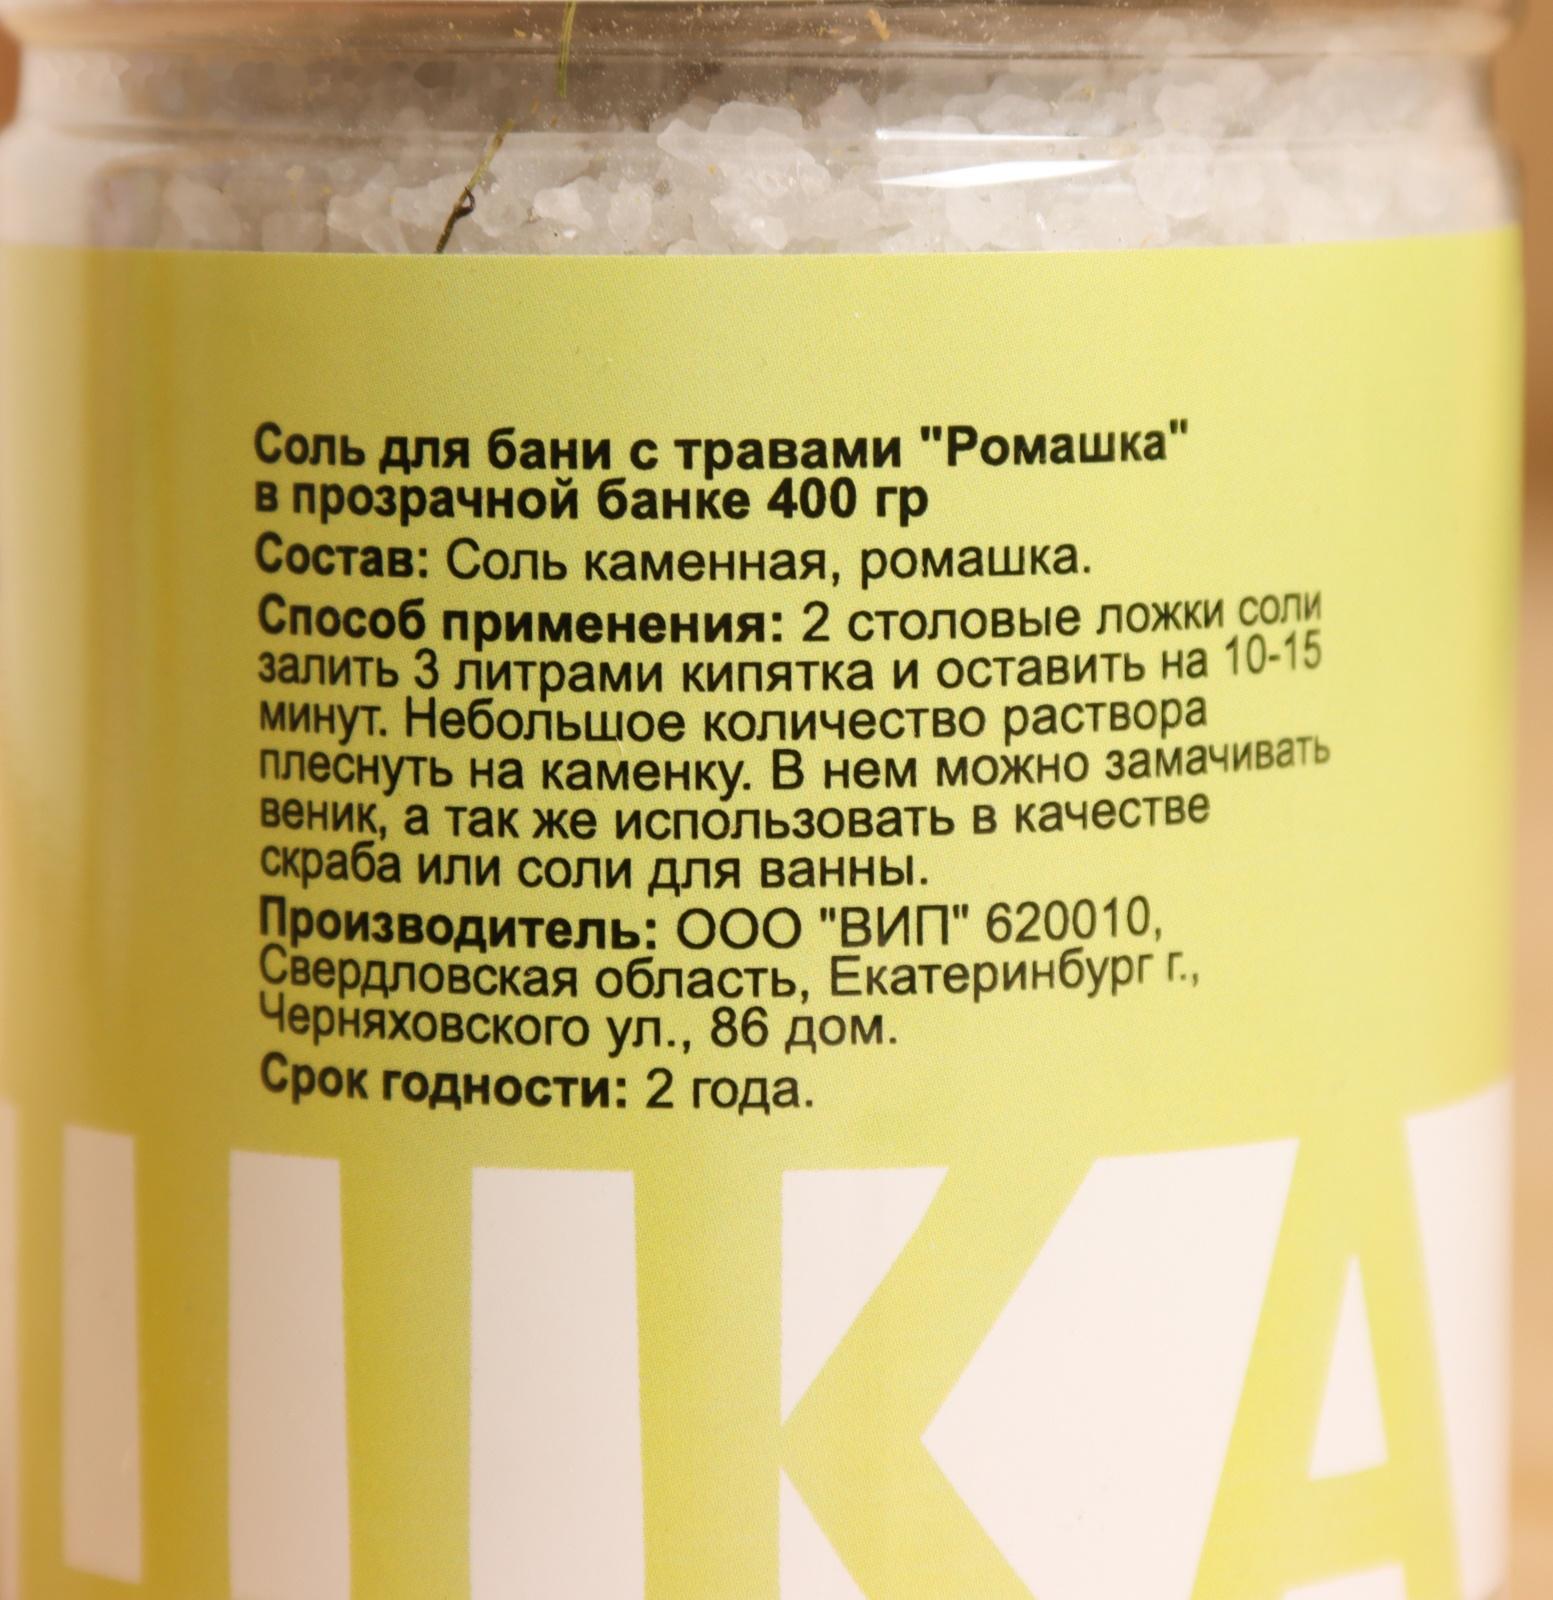 Соль для бани с травами "Ромашка"
в прозрачной банке 400 гр
Состав: Соль каменная, ромашка.
Способ применения: 2 столовые ложки соли
залить 3 литрами кипятка и оставить на 10-15
минут. Небольшое количество раствора
плеснуть на каменку. В нем можно замачивать
веник, а так же использовать в качестве
скраба или соли для ванны.
Производитель: ООО "ВИП" 620010,
Свердловская область, Екатеринбург г.,
Черняховского ул., 86 дом.
Срок годности: 2 года.
ШКА